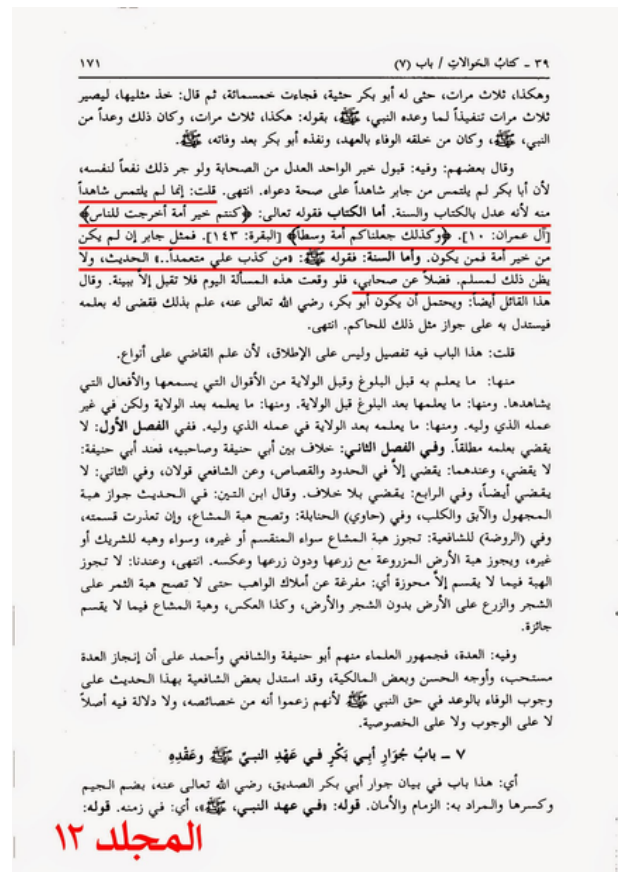 ٣٩ ـ كتابُ الحَوالاتِ / باب (٧) ١٧١
وهكذا، ثلاث مرات، حثى له أبو بكر حثية، فجاءت خمسمائة، ثم قال: خذ مثليها، ليصير
ثلاث مرات تنفيذاً لما وعده النبي، ﷺ، بقوله: هكذا، ثلاث مرات، وكان ذلك وعداً من
النبي، ﷺ، وكان من خلقه الوفاء بالعهد، ونفذه أبو بكر بعد وفاته، ﷺ.
وقال بعضهم: وفيه: قبول خبر الواحد العدل من الصحابة ولو جر ذلك نفعاً لنفسه،
لأن أبا بكر لم يلتمس من جابر شاهداً على صحة دعواه. انتهى. قلت: إنما لم يلتمس شاهداً
منه لأنه عدل بالكتاب والسنة. أما الكتاب فقوله تعالى: ﴿كنتم خير أمة أخرجت للناس﴾
[آل عمران: ١٠]. ﴿وكذلك جعلناكم أمة وسطاً﴾ [البقرة: ١٤٣]. فمثل جابر إن لم يكن
من خير أمة فمن يكون. وأما السنة: فقوله ﷺ: «من كذب علي متعمداً..» الحديث، ولا
يظن ذلك لمسلم. فضلاً عن صحابي، فلو وقعت هذه المسألة اليوم فلا تقبل إلاَّ ببينة. وقال
هذا القائل أيضاً: ويحتمل أن يكون أبو بكر، رضي الله تعالى عنه، علم بذلك فقضى له بعلمه
فيستدل به على جواز مثل ذلك للحاكم. انتهى.
قلت: هذا الباب فيه تفصيل وليس على الإطلاق، لأن علم القاضي على أنواع.
منها: ما يعلم به قبل البلوغ وقبل الولاية من الأقوال التي يسمعها والأفعال التي
يشاهدها. ومنها: ما يعلمها بعد البلوغ قبل الولاية. ومنها: ما يعلمه بعد الولاية ولكن في غير
عمله الذي وليه. ومنها: ما يعلمه بعد الولاية في عمله الذي وليه. ففي الفصل الأول: لا
يقضي بعلمه مطلقاً. وفي الفصل الثاني: خلاف بين أبي حنيفة وصاحبيه، فعند أبي حنيفة:
لا يقضي، وعندهما: يقضي إلاَّ في الحدود والقصاص، وعن الشافعي قولان، وفي الثاني: لا
يقضي أيضاً، وفي الرابع: يقضي بلا خلاف. وقال ابن التين: في الحديث جواز هبة
المجهول والآبق والكلب، وفي (حاوي) الحنابلة: وتصح هبة المشاع، وإن تعذرت قسمته،
وفي (الروضة) للشافعية: تجوز هبة المشاع سواء المنقسم أو غيره، وسواء وهبه للشريك أو
غيره، ويجوز هبة الأرض المزروعة مع زرعها ودون زرعها وعكسه. انتهى، وعندنا: لا تجوز
الهبة فيما لا يقسم إلاَّ محوزة أي: مفرغة عن أملاك الواهب حتى لا تصح هبة الثمر على
الشجر والزرع على الأرض بدون الشجر والأرض، وكذا العكس، وهبة المشاع فيما لا يقسم
جائزة.
وفيه: العدة، فجمهور العلماء منهم أبو حنيفة والشافعي وأحمد على أن إنجاز العدة
مستحب، وأوجه الحسن وبعض المالكية، وقد استدل بعض الشافعية بهذا الحديث على
وجوب الوفاء بالوعد في حق النبي ﷺ لأنهم زعموا أنه من خصائصه، ولا دلالة فيه أصلاً
لا على الوجوب ولا على الخصوصية.
٧ ـ بابُ جُوَارِ أبِي بَكْرٍ في عَهْدِ النبيِّ ﷺ وعَقْدِهِ
أي: هذا باب في بيان جوار أبي بكر الصديق، رضي الله تعالى عنه، بضم الجيم
وكسرها والمراد به: الزمام والأمان. قوله: «في عهد النبي، ﷺ»، أي: في زمنه. قوله:
المجلد ١٢